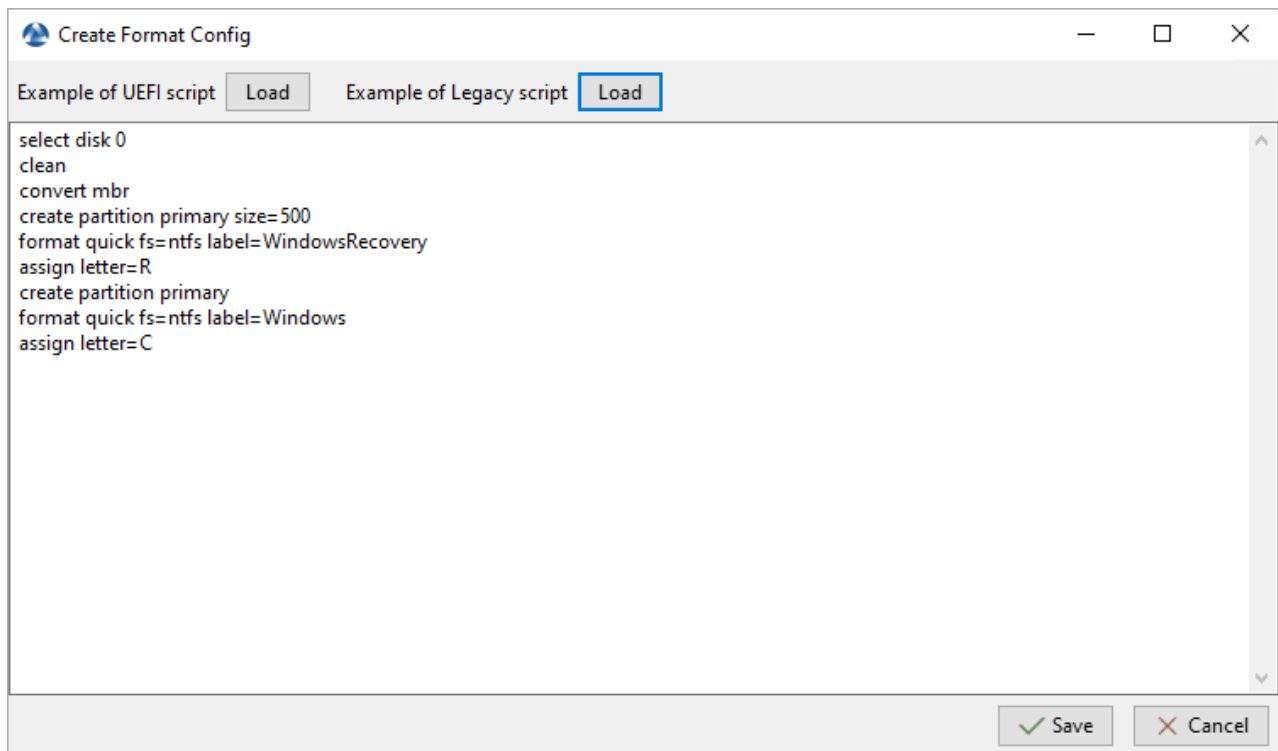 Create Format Config
Example of UEFI script Load Example of Legacy script Load
select disk 0
clean
convert mbr
create partition primary size=500
format quick fs=ntfs label=WindowsRecovery
assign letter=R
create partition primary
format quick fs=ntfs label=Windows
assign letter=C
Save Cancel